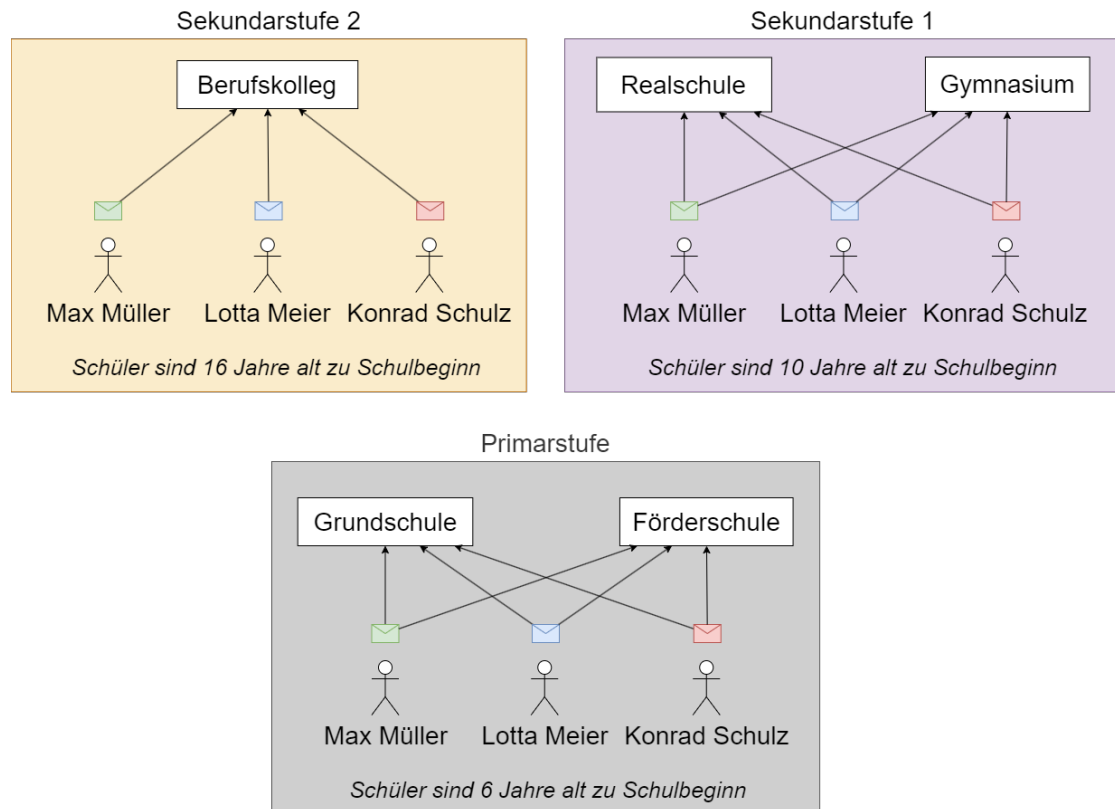 Sekundarstufe 2
Berufskolleg
Max Müller
Lotta Meier
Konrad Schulz
Schüler sind 16 Jahre alt zu Schulbeginn
Sekundarstufe 1
Realschule
Gymnasium
Max Müller
Lotta Meier
Konrad Schulz
Schüler sind 10 Jahre alt zu Schulbeginn
Primarstufe
Grundschule
Förderschule
Max Müller
Lotta Meier
Konrad Schulz
Schüler sind 6 Jahre alt zu Schulbeginn